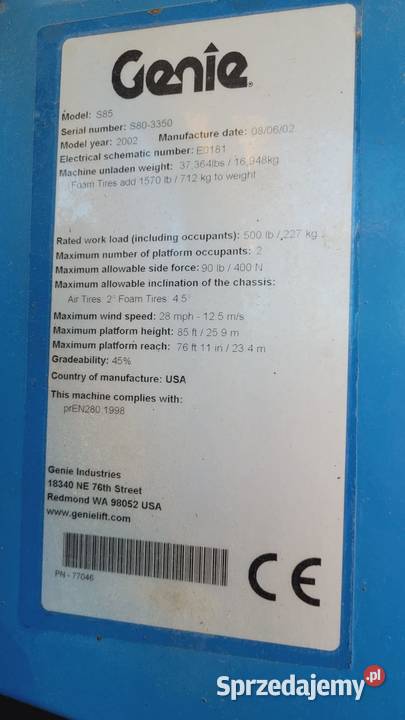 Genie
Model: S85
Serial number: S80-3350
Model year: 2002 Manufacture date: 08/06/02
Electrical schematic number: E0181
Machine unladen weight: 37,364lbs / 16,948kg
Foam Tires add 1570 lb / 712 kg to weight
Rated work load (including occupants): 500 lb / 227 kg
Maximum number of platform occupants: 2
Maximum allowable side force: 90 lb / 400 N
Maximum allowable inclination of the chassis:
Air Tires 2° Foam Tires 4.5°
Maximum wind speed: 28 mph - 12.5 m/s
Maximum platform height: 85 ft / 25.9 m
Maximum platform reach: 76 ft 11 in / 23.4 m
Gradeability: 45%
Country of manufacture: USA
This machine complies with:
prEN280:1998
Genie Industries
18340 NE 76th Street
Redmond WA 98052 USA
www.genielift.com
PN - 77046
CE
Sprzedajemy.pl